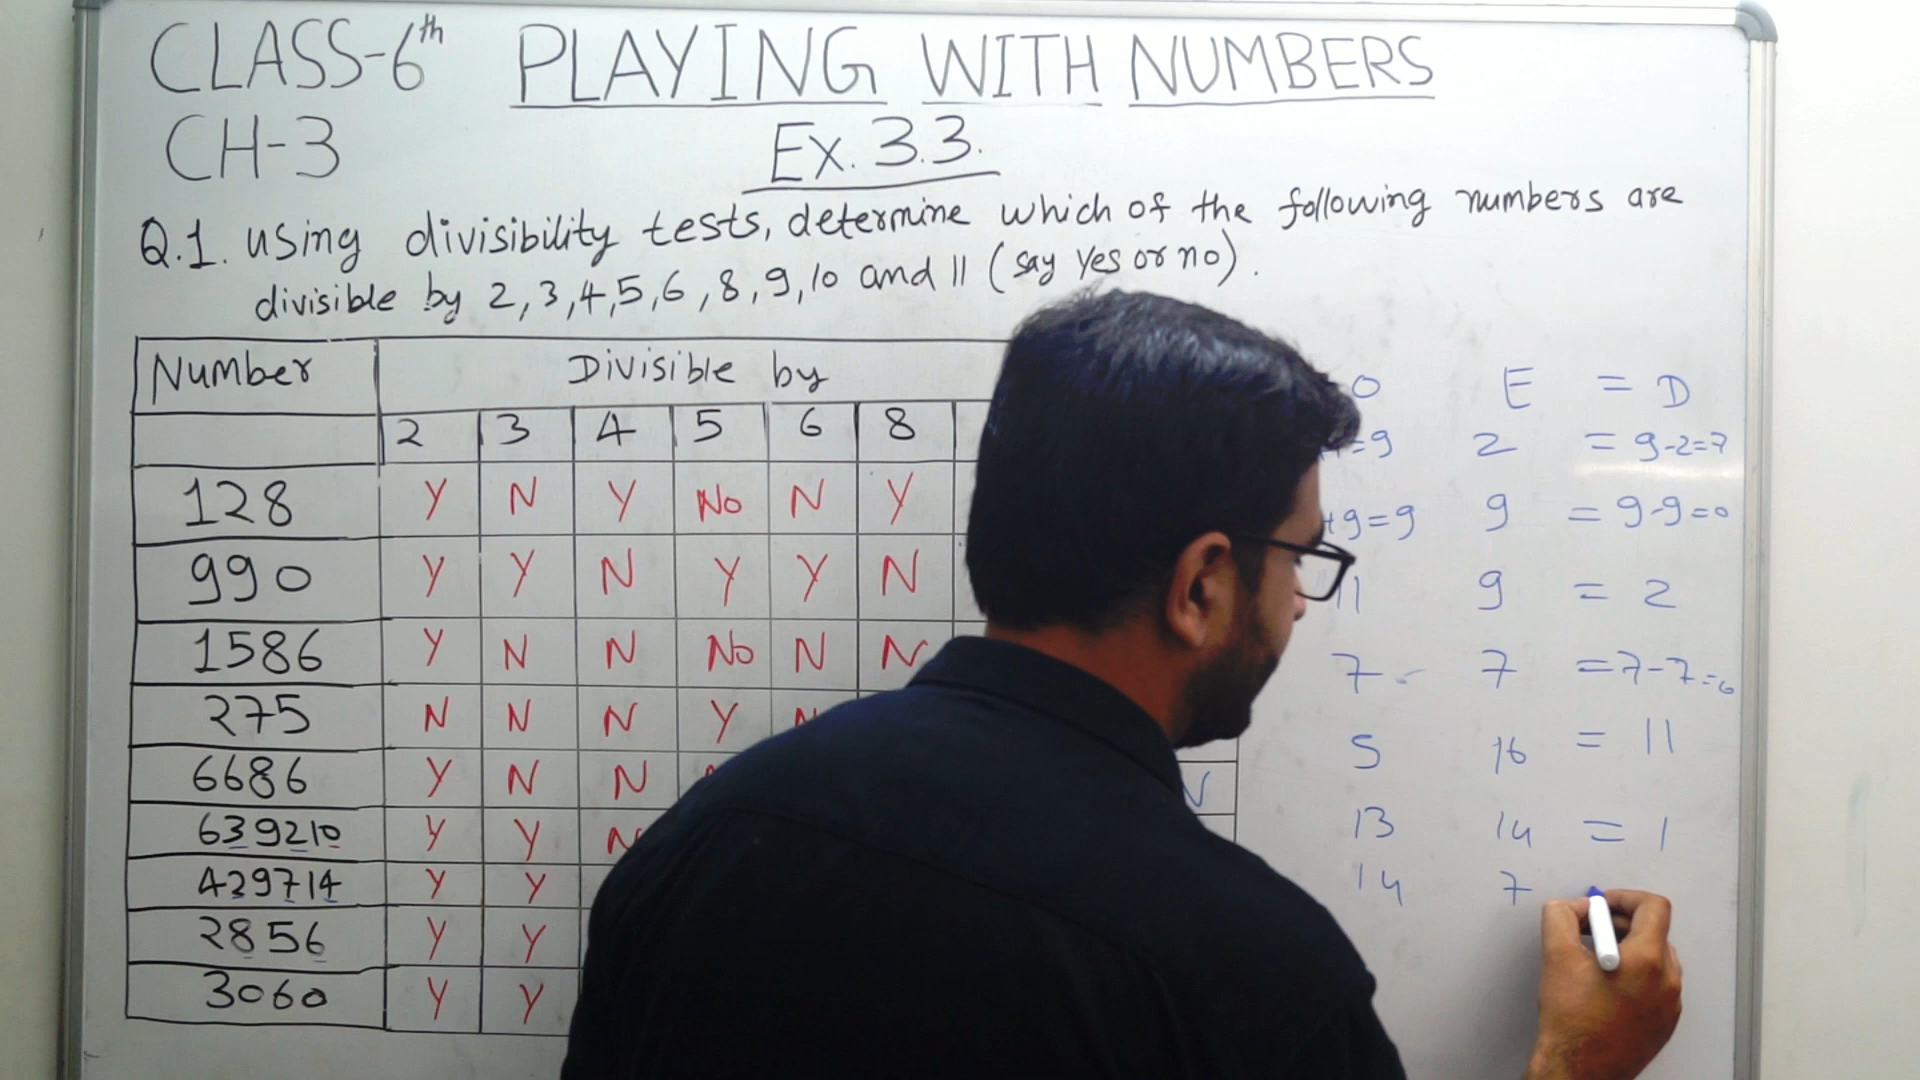 CLASS-6th PLAYING WITH NUMBERS
CH-3 Ex. 3.3.
Q.1. using divisibility tests, determine which of the following numbers are
divisible by 2, 3, 4, 5, 6, 8, 9, 10 and 11 (say yes or no).
Number Divisible by
2 3 4 5 6 8
128 Y N Y No N Y
990 Y Y N Y Y N
1586 Y N N No N N
275 N N N Y N
6686 Y N N
639210 Y Y N
429714 Y Y
2856 Y Y
3060 Y Y
O E = D
=9 2 = 9-2=7
+9=9 9 = 9-9=0
11 9 = 2
7 7 =7-7=0
5 16 = 11
13 14 = 1
14 7